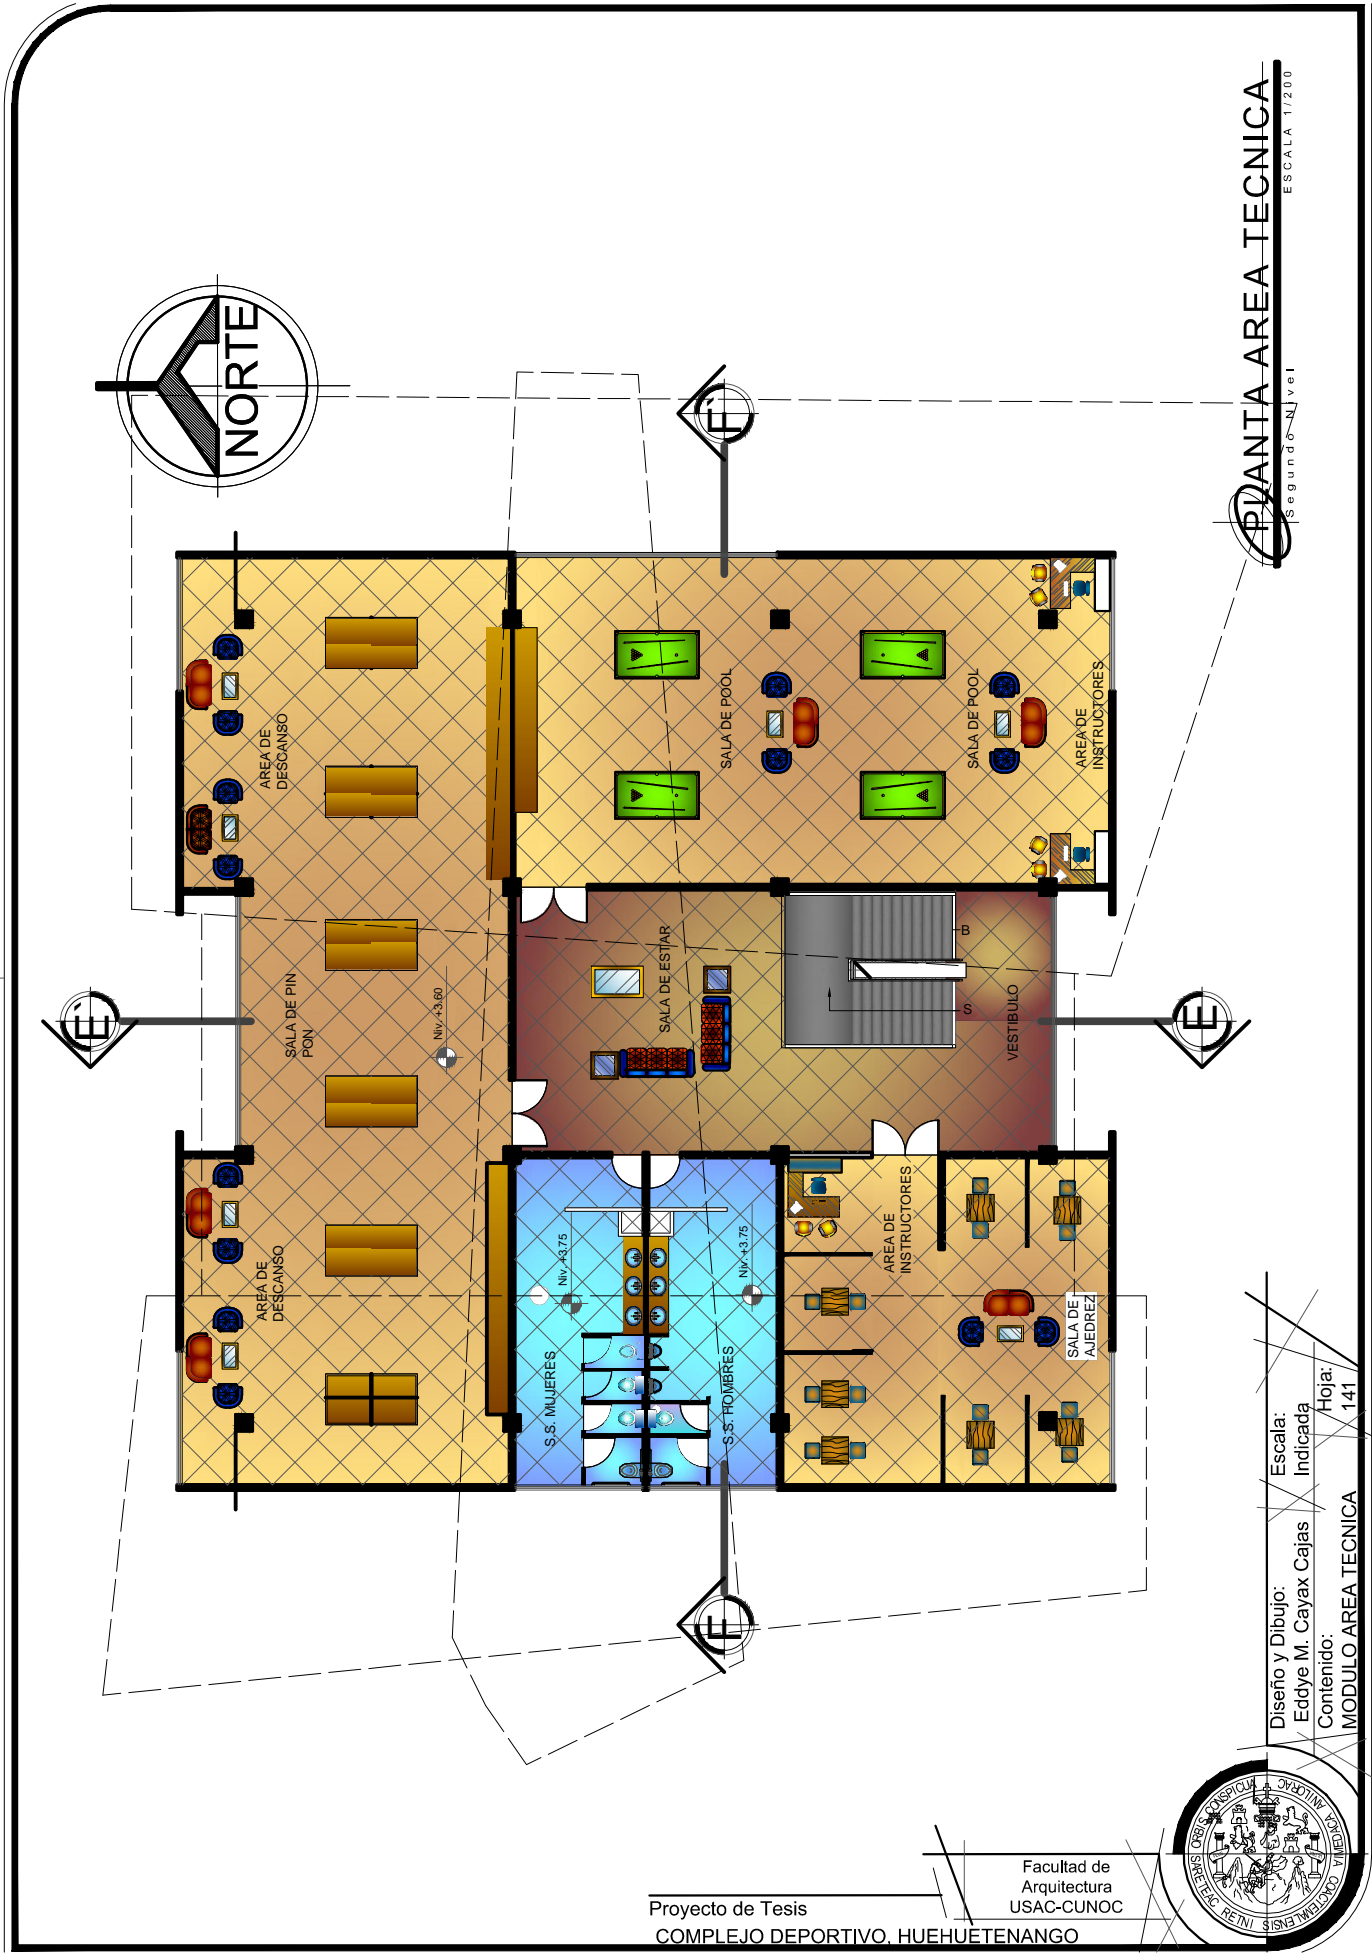 PLANTA AREA TECNICA
Segundo Nivel
ESCALA 1/200
NORTE
F'
E'
E
F
AREA DE
DESCANSO
SALA DE PIN
PON
Niv. +3.60
AREA DE
DESCANSO
SALA DE POOL
SALA DE POOL
AREA DE
INSTRUCTORES
SALA DE ESTAR
B
S
VESTIBULO
S.S. MUJERES
Niv. +3.75
S.S. HOMBRES
Niv. +3.75
AREA DE
INSTRUCTORES
SALA DE
AJEDREZ
Diseño y Dibujo:
Eddye M. Cayax Cajas
Escala:
Indicada
Contenido:
MODULO AREA TECNICA
Hoja:
141
Facultad de
Arquitectura
USAC-CUNOC
Proyecto de Tesis
COMPLEJO DEPORTIVO, HUEHUETENANGO